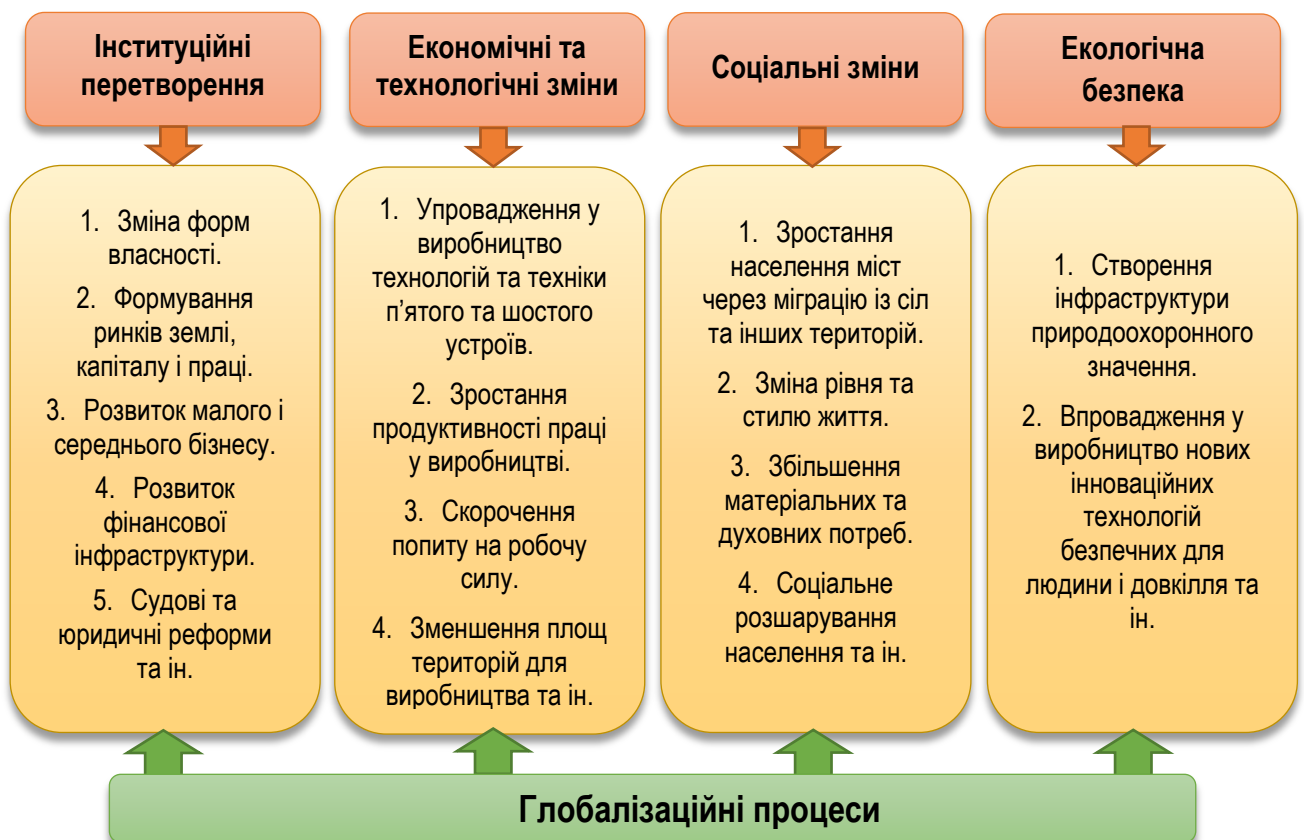 Інституційні
перетворення
Економічні та
технологічні зміни
Соціальні зміни
Екологічна
безпека
1. Зміна форм
власності.
2. Формування
ринків землі,
капіталу і праці.
3. Розвиток малого і
середнього бізнесу.
4. Розвиток
фінансової
інфраструктури.
5. Судові та
юридичні реформи
та ін.
1. Упровадження у
виробництво
технологій та техніки
п’ятого та шостого
устроїв.
2. Зростання
продуктивності праці
у виробництві.
3. Скорочення
попиту на робочу
силу.
4. Зменшення площ
територій для
виробництва та ін.
1. Зростання
населення міст
через міграцію із сіл
та інших територій.
2. Зміна рівня та
стилю життя.
3. Збільшення
матеріальних та
духовних потреб.
4. Соціальне
розшарування
населення та ін.
1. Створення
інфраструктури
природоохоронного
значення.
2. Впровадження у
виробництво нових
інноваційних
технологій
безпечних для
людини і довкілля та
ін.
Глобалізаційні процеси